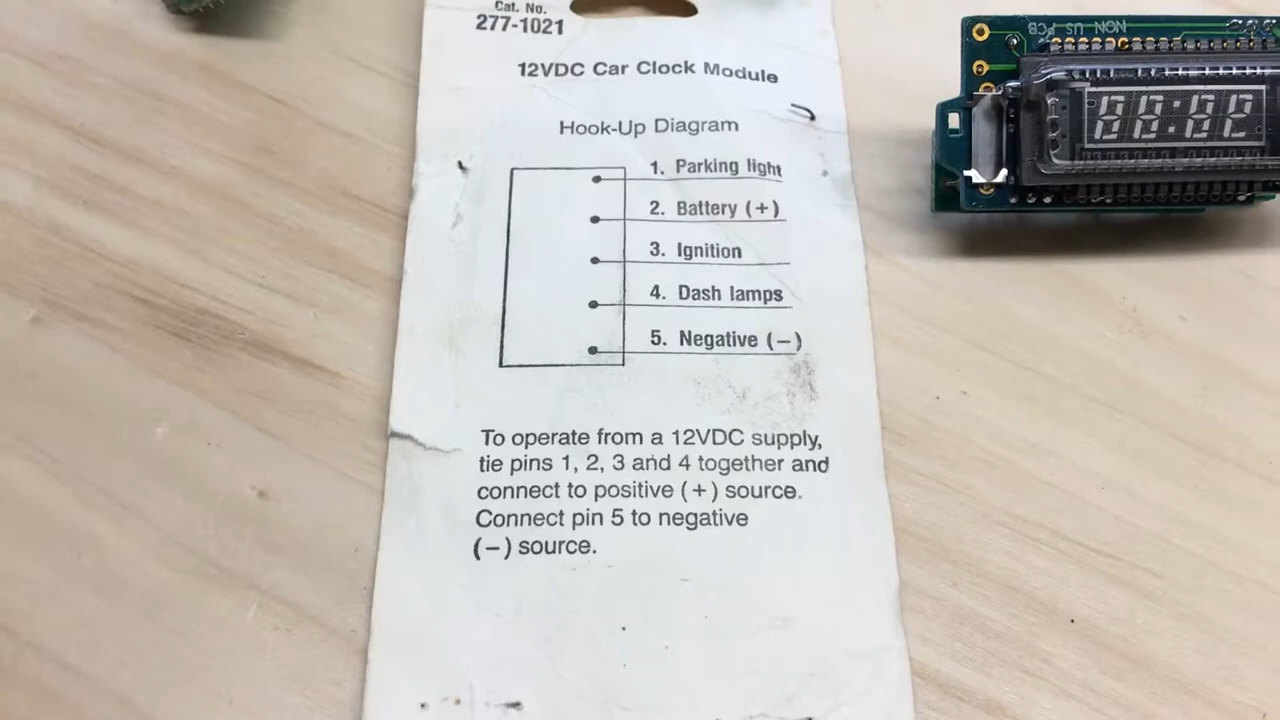 Cat. No.
277-1021
12VDC Car Clock Module
Hook-Up Diagram
1. Parking light
2. Battery (+)
3. Ignition
4. Dash lamps
5. Negative (−)
To operate from a 12VDC supply,
tie pins 1, 2, 3 and 4 together and
connect to positive (+) source.
Connect pin 5 to negative
(−) source.
NON US PCB
88:88